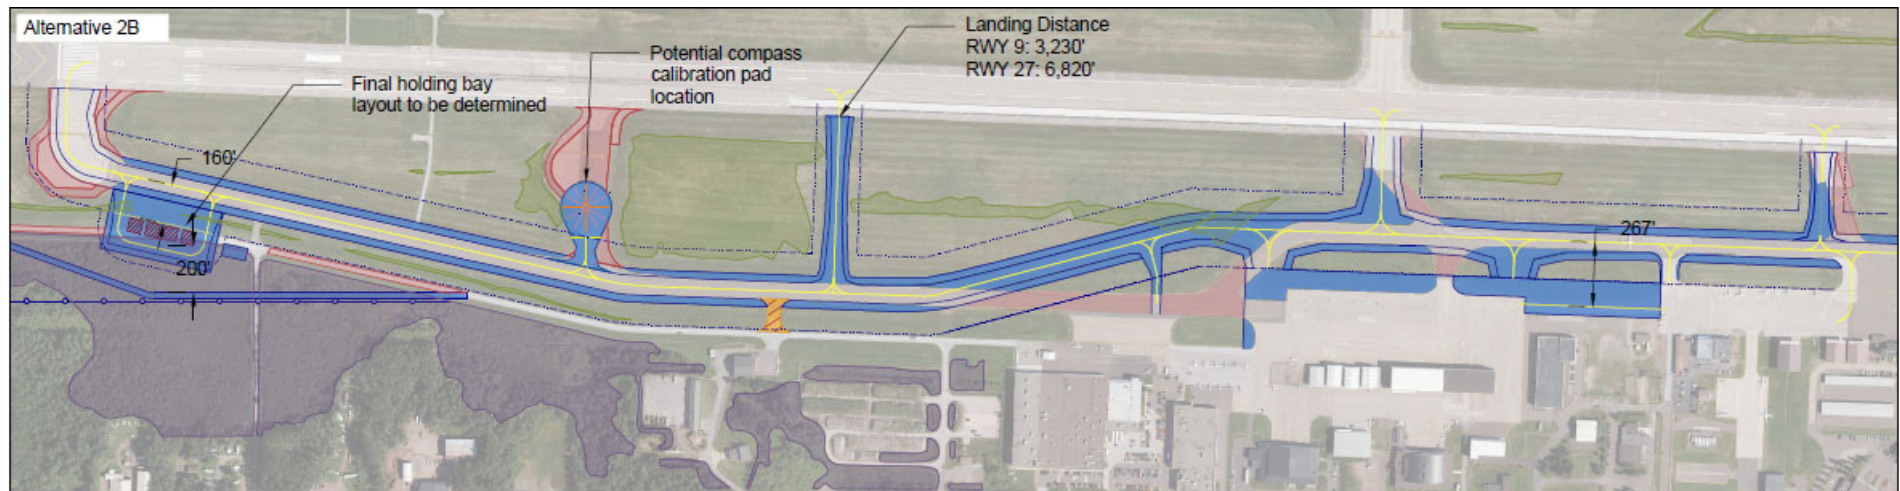 Alternative 2B
Landing Distance
RWY 9: 3,230'
RWY 27: 6,820'
Potential compass
calibration pad
location
Final holding bay
layout to be determined
160'
267'
200'